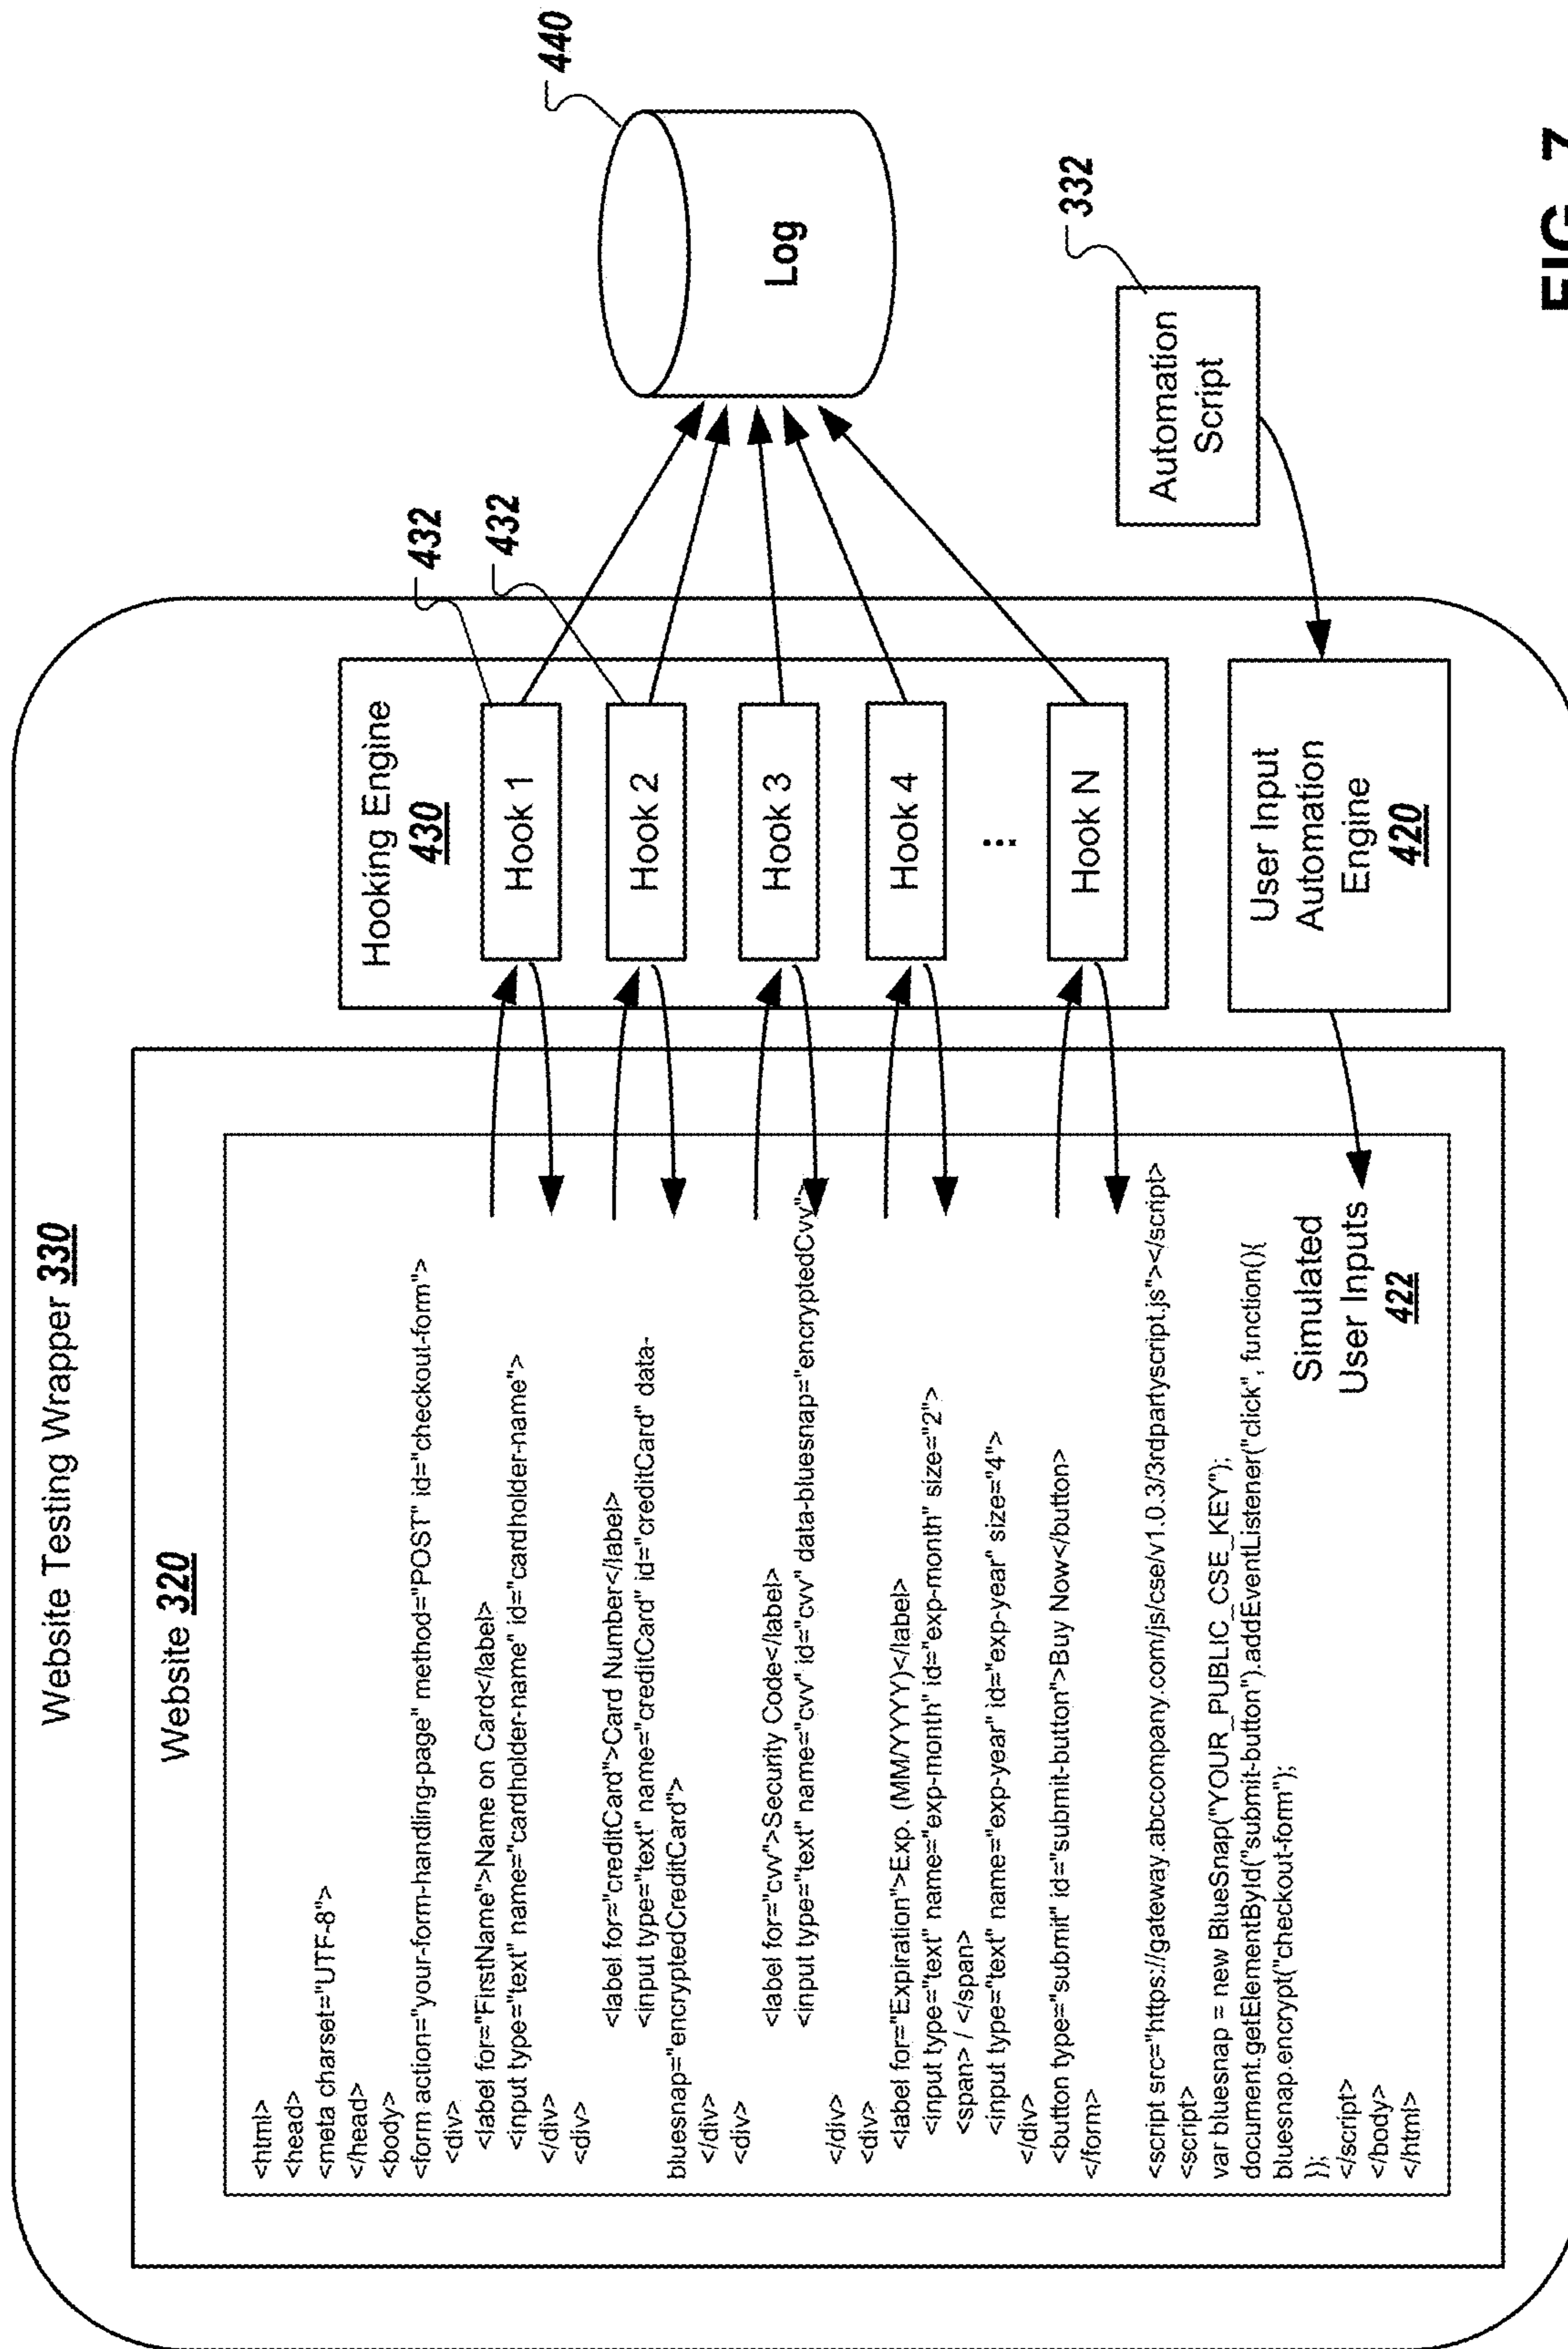 Website Testing Wrapper 330
Website 320
<html>
<head>
<meta charset="UTF-8">
</head>
<body>
<form action="your-form-handling-page" method="POST" id="checkout-form">
<div>
<label for="FirstName">Name on Card</label>
<input type="text" name="cardholder-name" id="cardholder-name">
</div>
<div>
<label for="creditCard">Card Number</label>
<input type="text" name="creditCard" id="creditCard" data-
bluesnap="encryptedCreditCard">
</div>
<div>
<label for="cvv">Security Code</label>
<input type="text" name="cvv" id="cvv" data-bluesnap="encryptedCvv">
</div>
<div>
<label for="Expiration">Exp. (MM/YYY)</label>
<input type="text" name="exp-month" id="exp-month" size="2">
<span> / </span>
<input type="text" name="exp-year" id="exp-year" size="4">
</div>
<button type="submit" id="submit-button">Buy Now</button>
</form>
<script src="https://gateway.abccompany.com/js/cse/v1.0.3/3rdpartyscript.js"></script>
<script>
var bluesnap = new BlueSnap("YOUR_PUBLIC_CSE_KEY");
document.getElementById("submit-button").addEventListener("click", function(){
bluesnap.encrypt("checkout-form");
});
</script>
</body>
</html>
Simulated
User Inputs
422
Hooking Engine
430
Hook 1
Hook 2
Hook 3
Hook 4
...
Hook N
User Input
Automation
Engine
420
432
432
440
Log
332
Automation
Script
FIG. 7